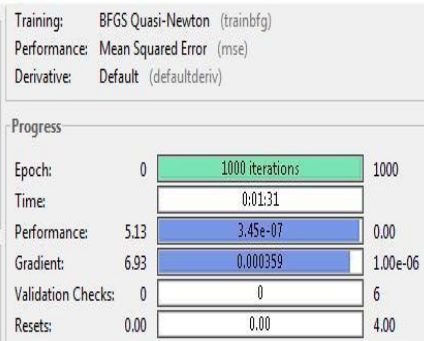 Training: BFGS Quasi-Newton (trainbfg)
Performance: Mean Squared Error (mse)
Derivative: Default (defaultderiv)
Progress
Epoch: 0 1000 iterations 1000
Time: 0:01:31
Performance: 5.13 3.45e-07 0.00
Gradient: 6.93 0.000359 1.00e-06
Validation Checks: 0 0 6
Resets: 0.00 0.00 4.00